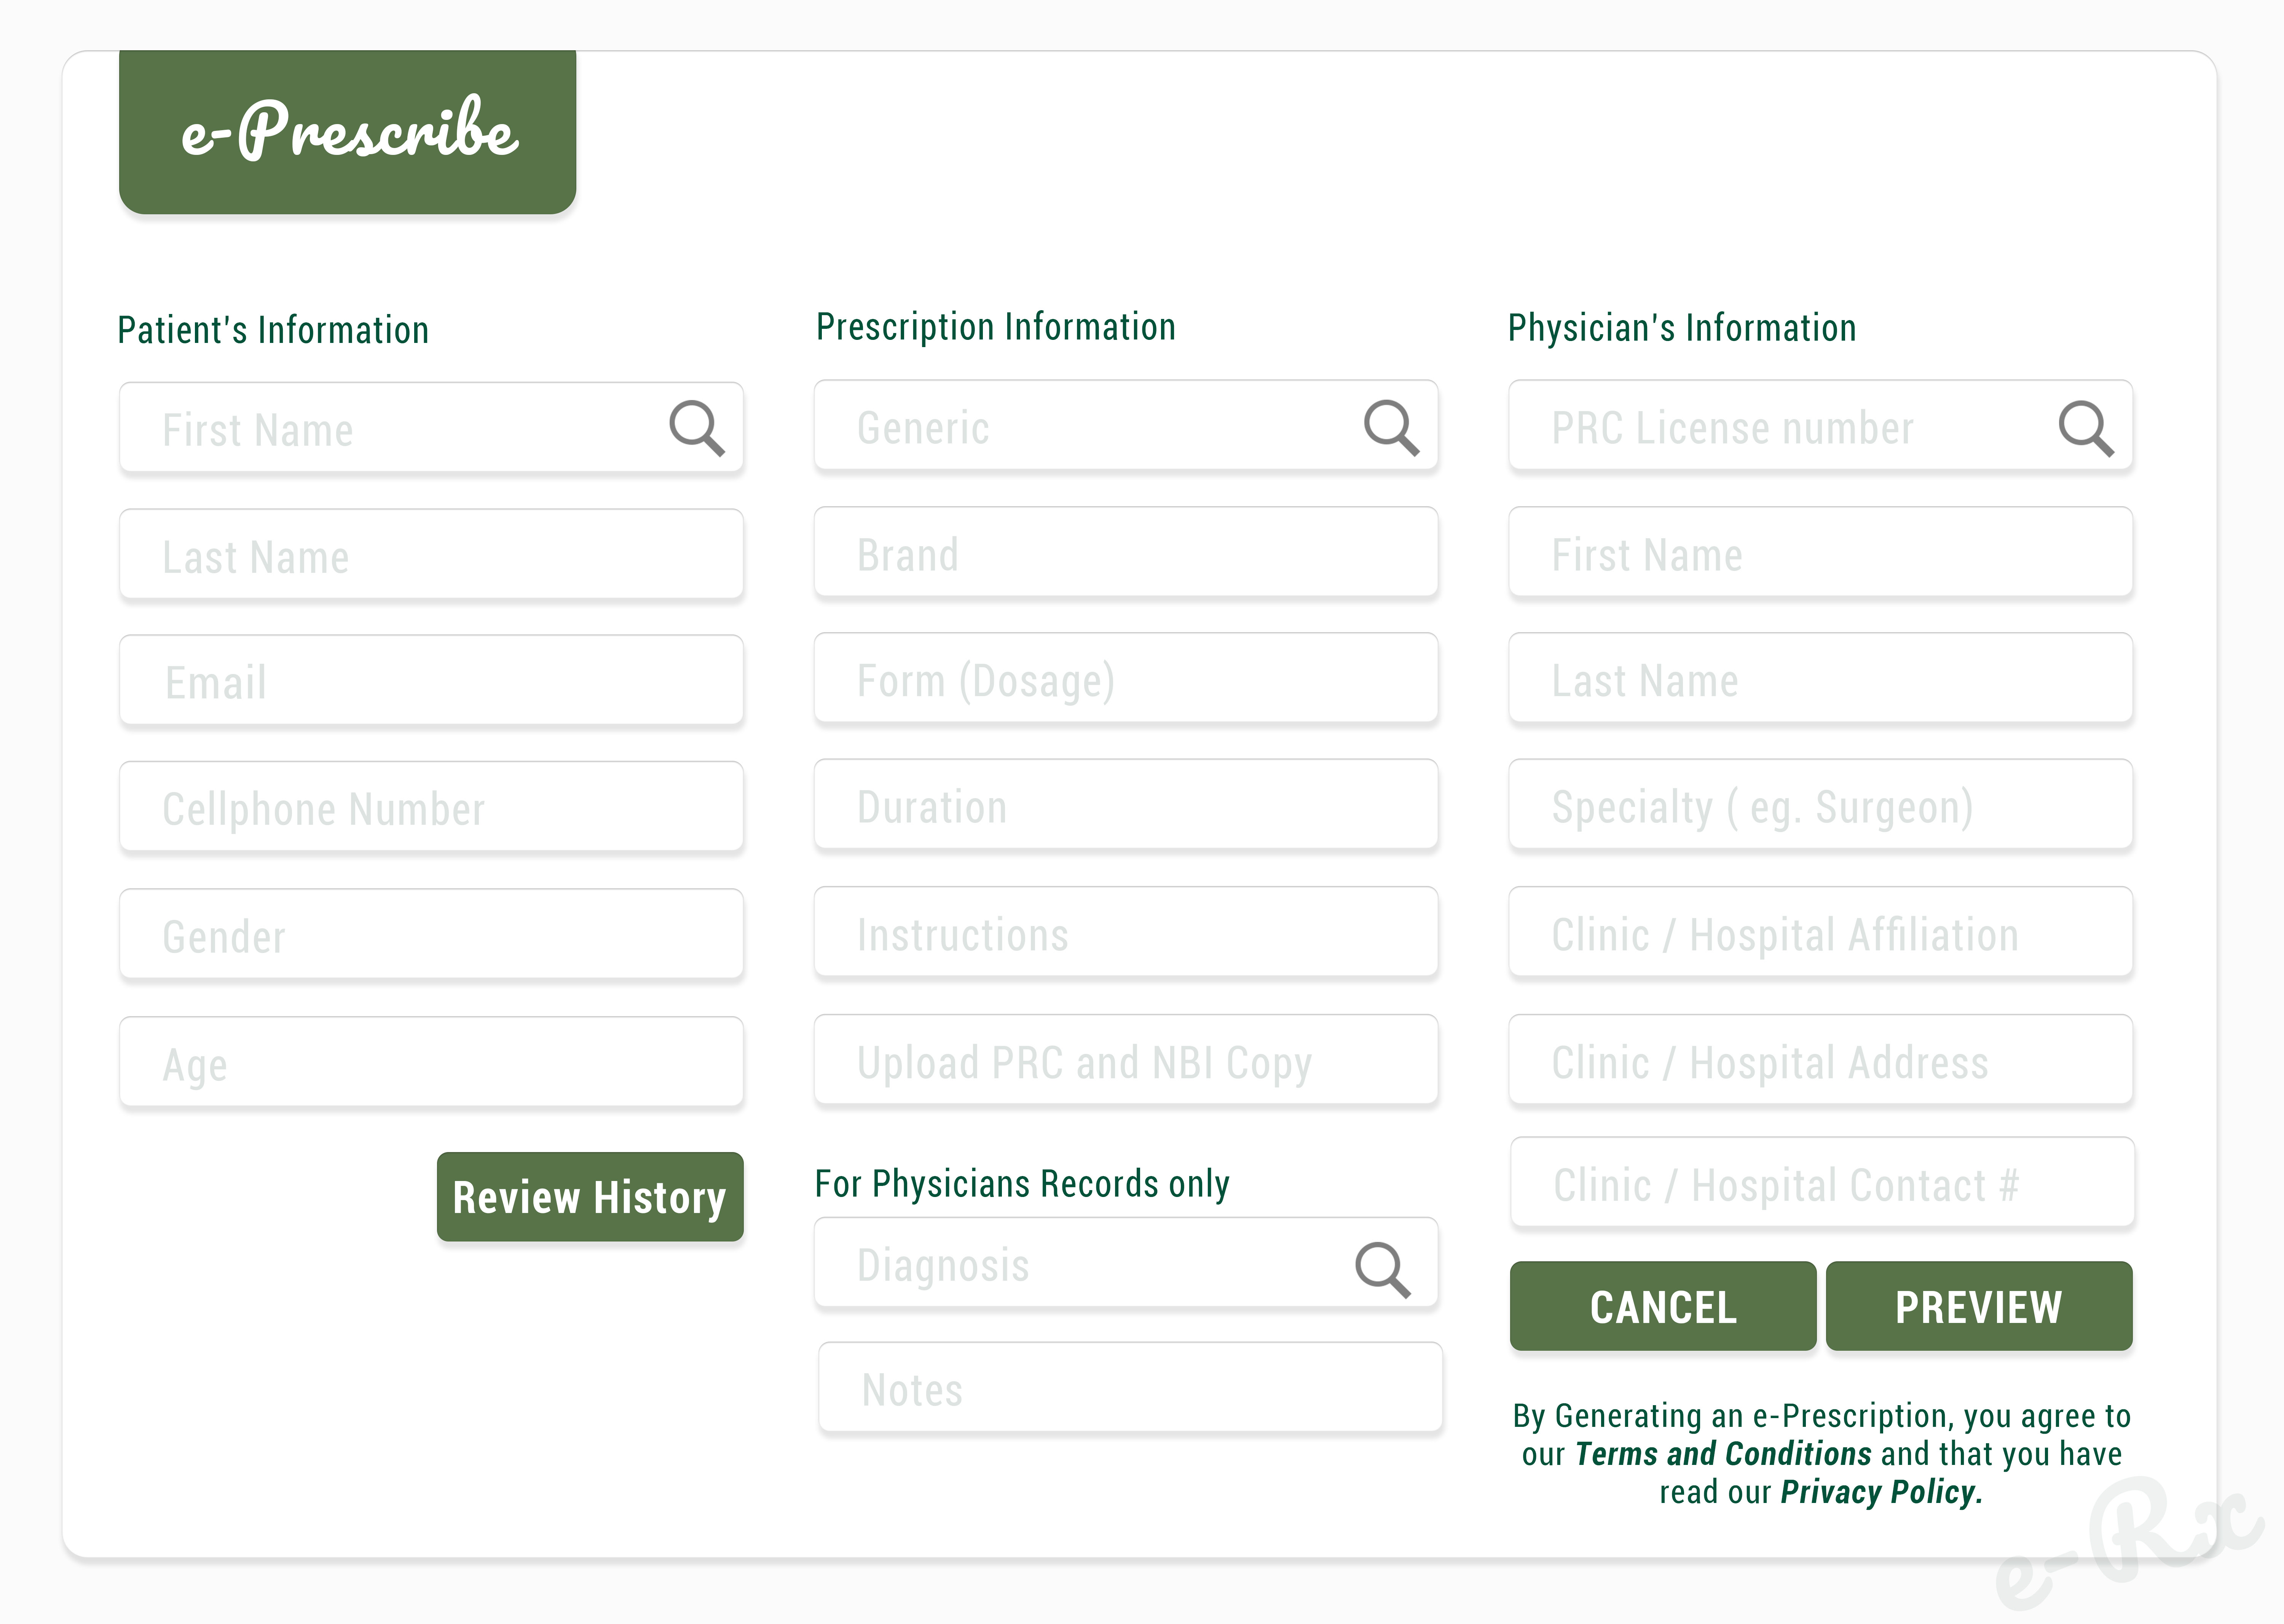 e-Prescribe
Patient's Information
First Name
Last Name
Email
Cellphone Number
Gender
Age
Review History
Prescription Information
Generic
Brand
Form (Dosage)
Duration
Instructions
Upload PRC and NBI Copy
For Physicians Records only
Diagnosis
Notes
Physician's Information
PRC License number
First Name
Last Name
Specialty ( eg. Surgeon)
Clinic / Hospital Affiliation
Clinic / Hospital Address
Clinic / Hospital Contact #
CANCEL
PREVIEW
By Generating an e-Prescription, you agree to
our Terms and Conditions and that you have
read our Privacy Policy.
e-Rx